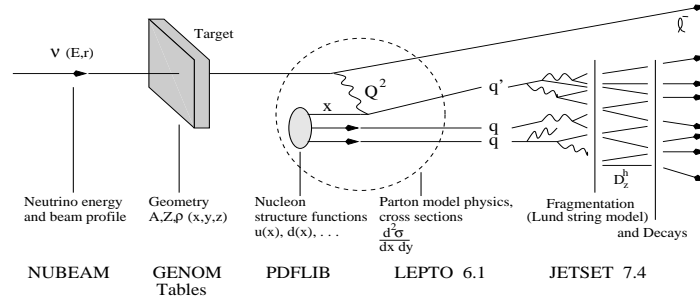 Target
ν (E,r)
ℓ⁻
Q²
x
q'
q
q
D_z^h
Neutrino energy
and beam profile
Geometry
A,Z,ρ (x,y,z)
Nucleon
structure functions
u(x), d(x), . . .
Parton model physics,
cross sections
d²σ
dx dy
Fragmentation
(Lund string model)
and Decays
NUBEAM
GENOM
Tables
PDFLIB
LEPTO 6.1
JETSET 7.4